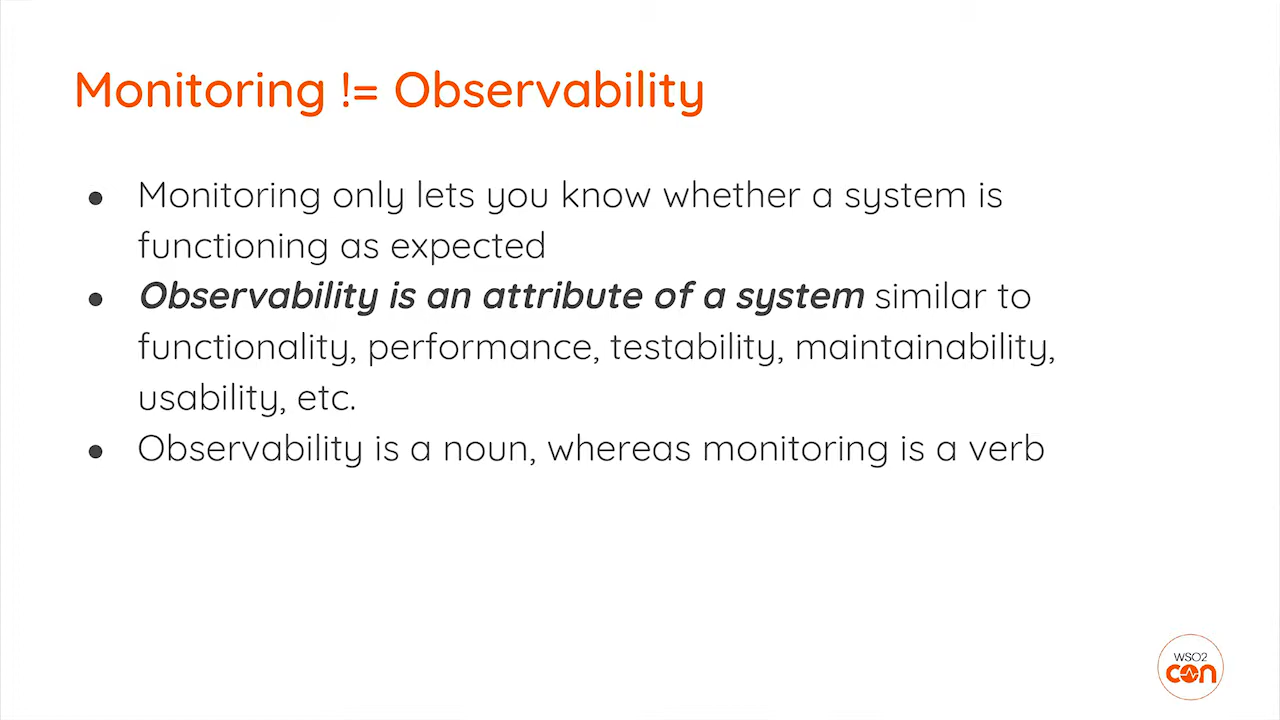 Monitoring != Observability
● Monitoring only lets you know whether a system is
functioning as expected
● Observability is an attribute of a system similar to
functionality, performance, testability, maintainability,
usability, etc.
● Observability is a noun, whereas monitoring is a verb
WSO2
con